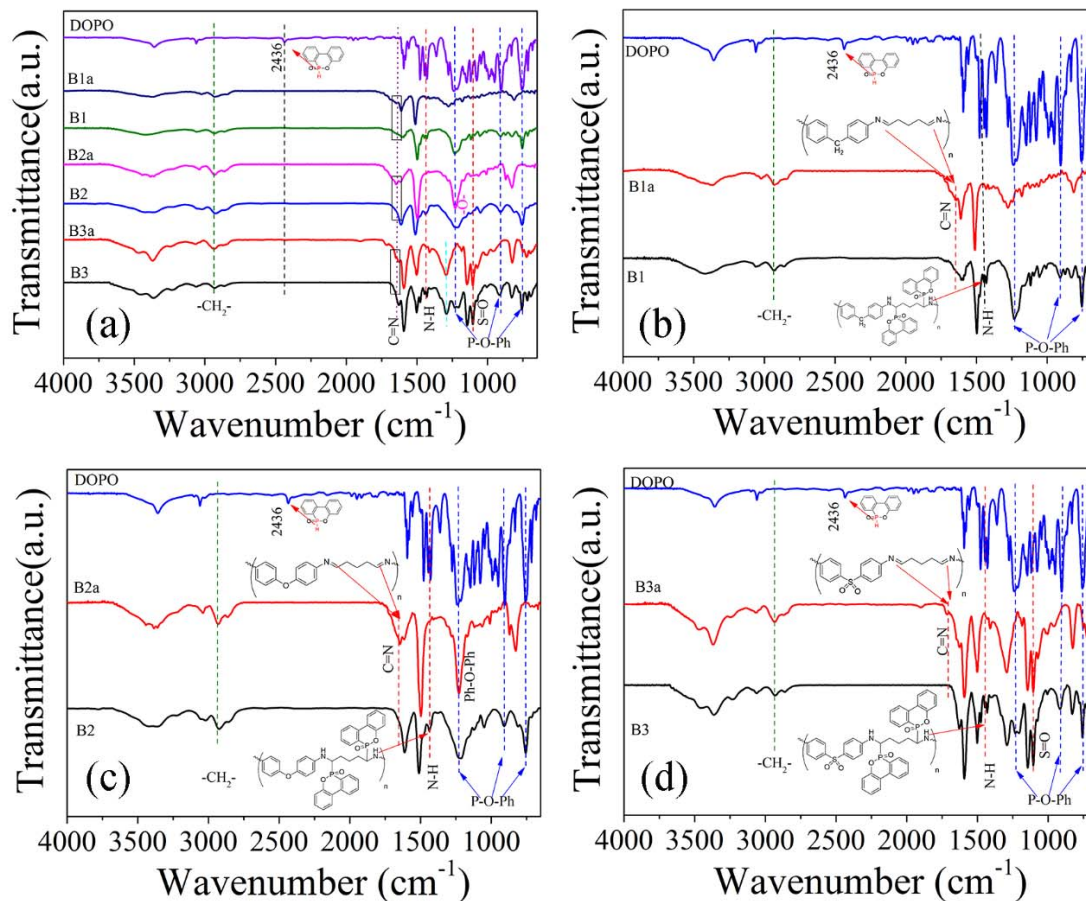 DOPO
2436
B1a
B1
B2a
B2
-O-
B3a
B3
-CH2-
C=N
N-H
S=O
P-O-Ph
(a)
Transmittance(a.u.)
4000 3500 3000 2500 2000 1500 1000
Wavenumber (cm-1)
DOPO
2436
P
O
O
H
N
N
CH2
n
B1a
C=N
B1
-CH2-
N-H
P-O-Ph
(b)
Transmittance(a.u.)
4000 3500 3000 2500 2000 1500 1000
Wavenumber (cm-1)
DOPO
2436
N
N
O
n
B2a
C=N
Ph-O-Ph
B2
-CH2-
N-H
P-O-Ph
(c)
Transmittance(a.u.)
4000 3500 3000 2500 2000 1500 1000
Wavenumber (cm-1)
DOPO
2436
N
N
S
O O
n
B3a
C=N
B3
-CH2-
N-H
S=O
P-O-Ph
(d)
Transmittance(a.u.)
4000 3500 3000 2500 2000 1500 1000
Wavenumber (cm-1)